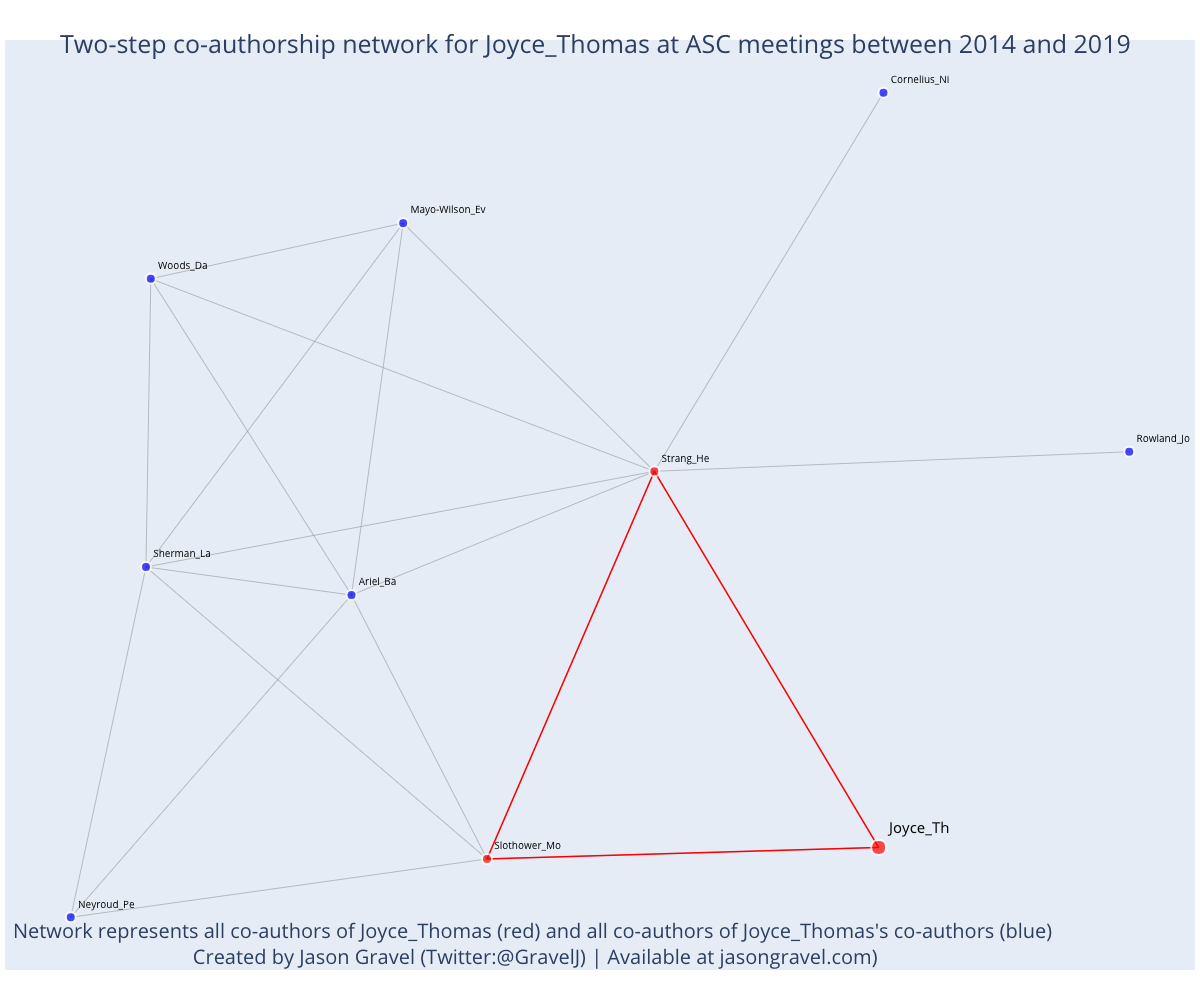 Two-step co-authorship network for Joyce_Thomas at ASC meetings between 2014 and 2019
Cornelius_Ni
Mayo-Wilson_Ev
Woods_Da
Rowland_Jo
Strang_He
Sherman_La
Ariel_Ba
Joyce_Th
Slothower_Mo
Neyroud_Pe
Network represents all co-authors of Joyce_Thomas (red) and all co-authors of Joyce_Thomas's co-authors (blue)
Created by Jason Gravel (Twitter:@GravelJ) | Available at jasongravel.com)